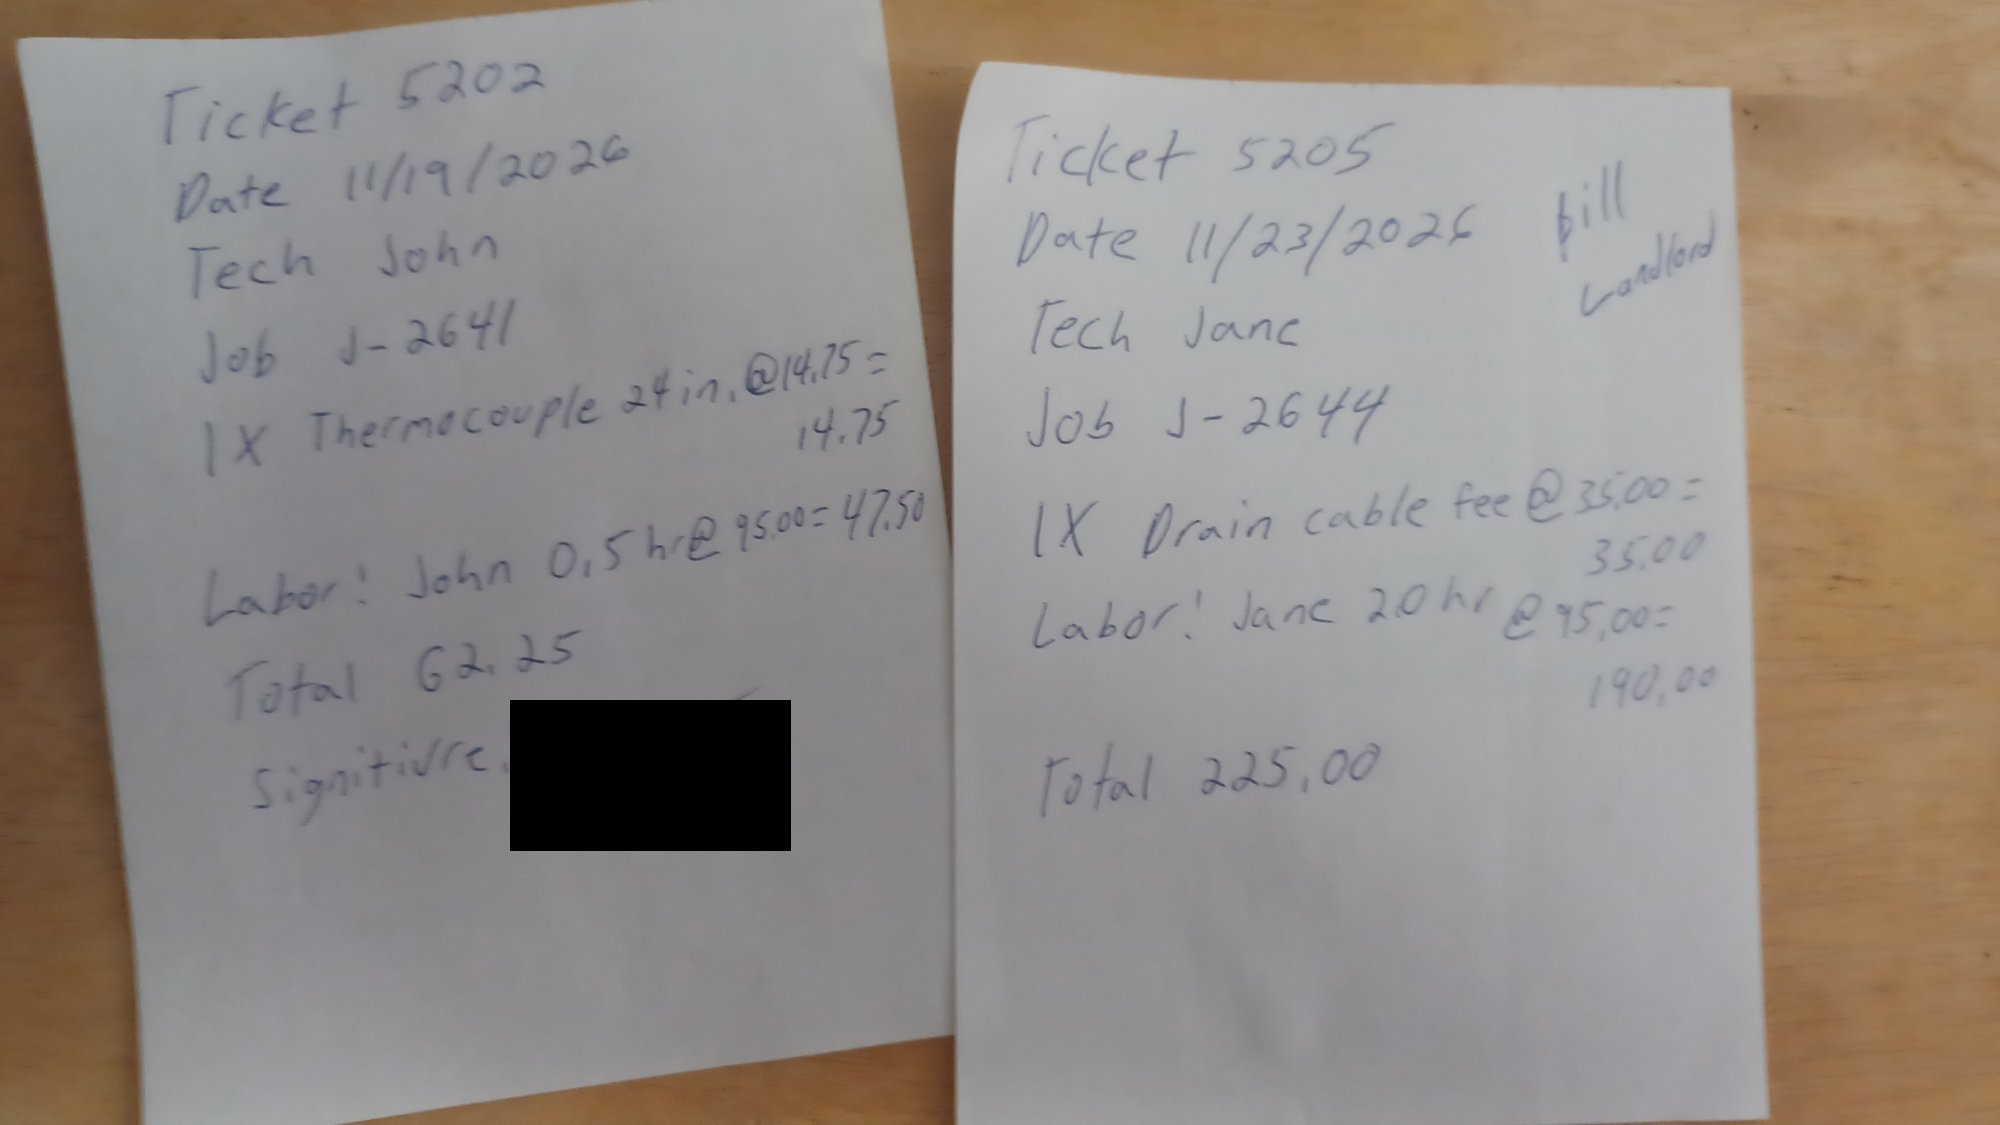 Ticket 5202
Date 11/19/2026
Tech John
Job J-2641
1X Thermocouple 24 in. @14.75=
14.75
Labor! John 0.5 hr@ 95.00= 47.50
Total 62.25
Signitivre.
Ticket 5205
Date 11/23/2026
bill
Landlord
Tech Jane
Job J-2644
1X Drain cable fee @ 35.00=
35.00
Labor! Jane 20 hr @ 95.00=
190.00
Total 225.00